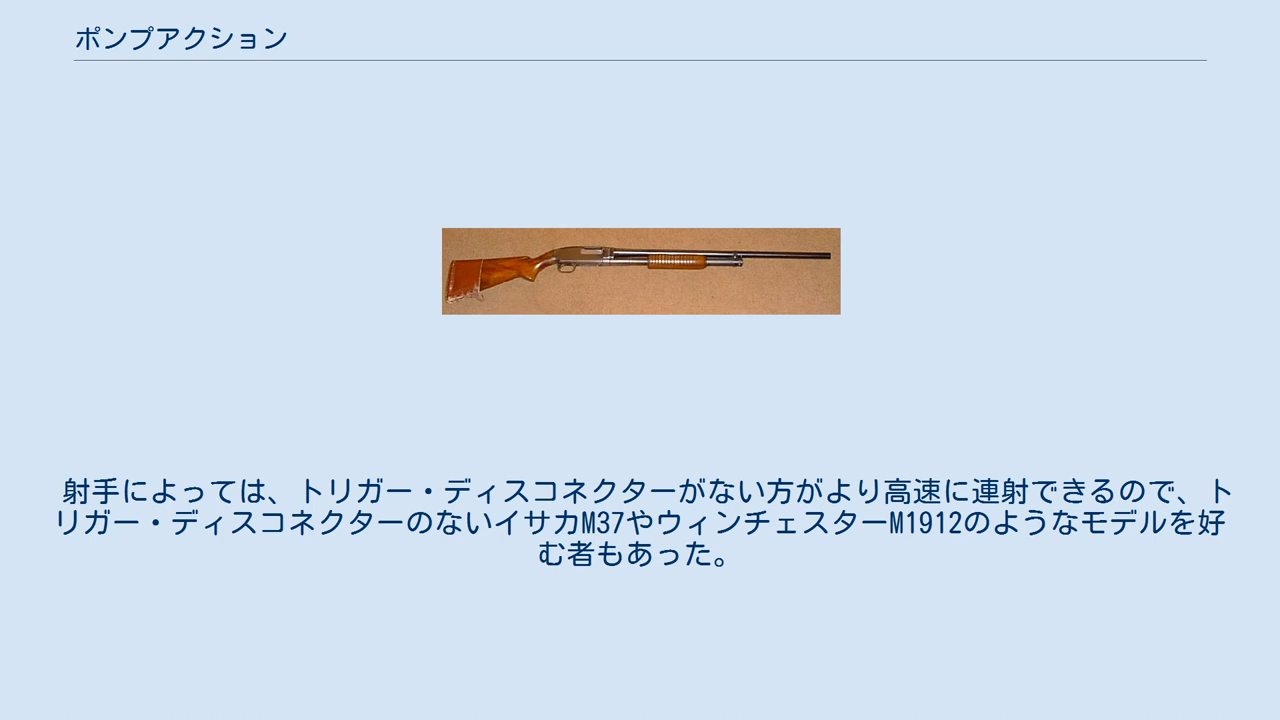 ポンプアクション
射手によっては、トリガー・ディスコネクターがない方がより高速に連射できるので、ト
リガー・ディスコネクターのないイサカM37やウィンチェスターM1912のようなモデルを好
む者もあった。